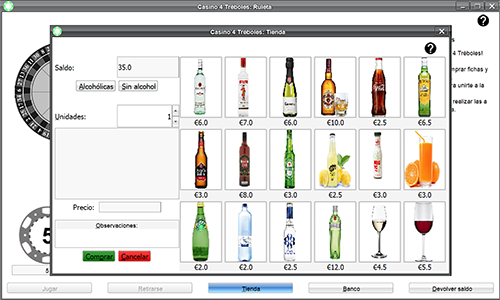 Casino 4 Tréboles: Ruleta
Casino 4 Tréboles: Tienda
Saldo: 35.0
Alcohólicas Sin alcohol
Unidades: 1
€6.0 €7.0 €6.0 €10.0 €2.5 €6.5
€3.0 €8.0 €3.0 €2.5 €3.0 €3.0
Precio:
Observaciones:
Comprar Cancelar
€2.0 €2.0 €2.5 €12.0 €4.5 €5.5
4 Tréboles!
mprar fichas y
ra unirte a la
realizar las a
5
Jugar Retirarse Tienda Banco Devolver saldo